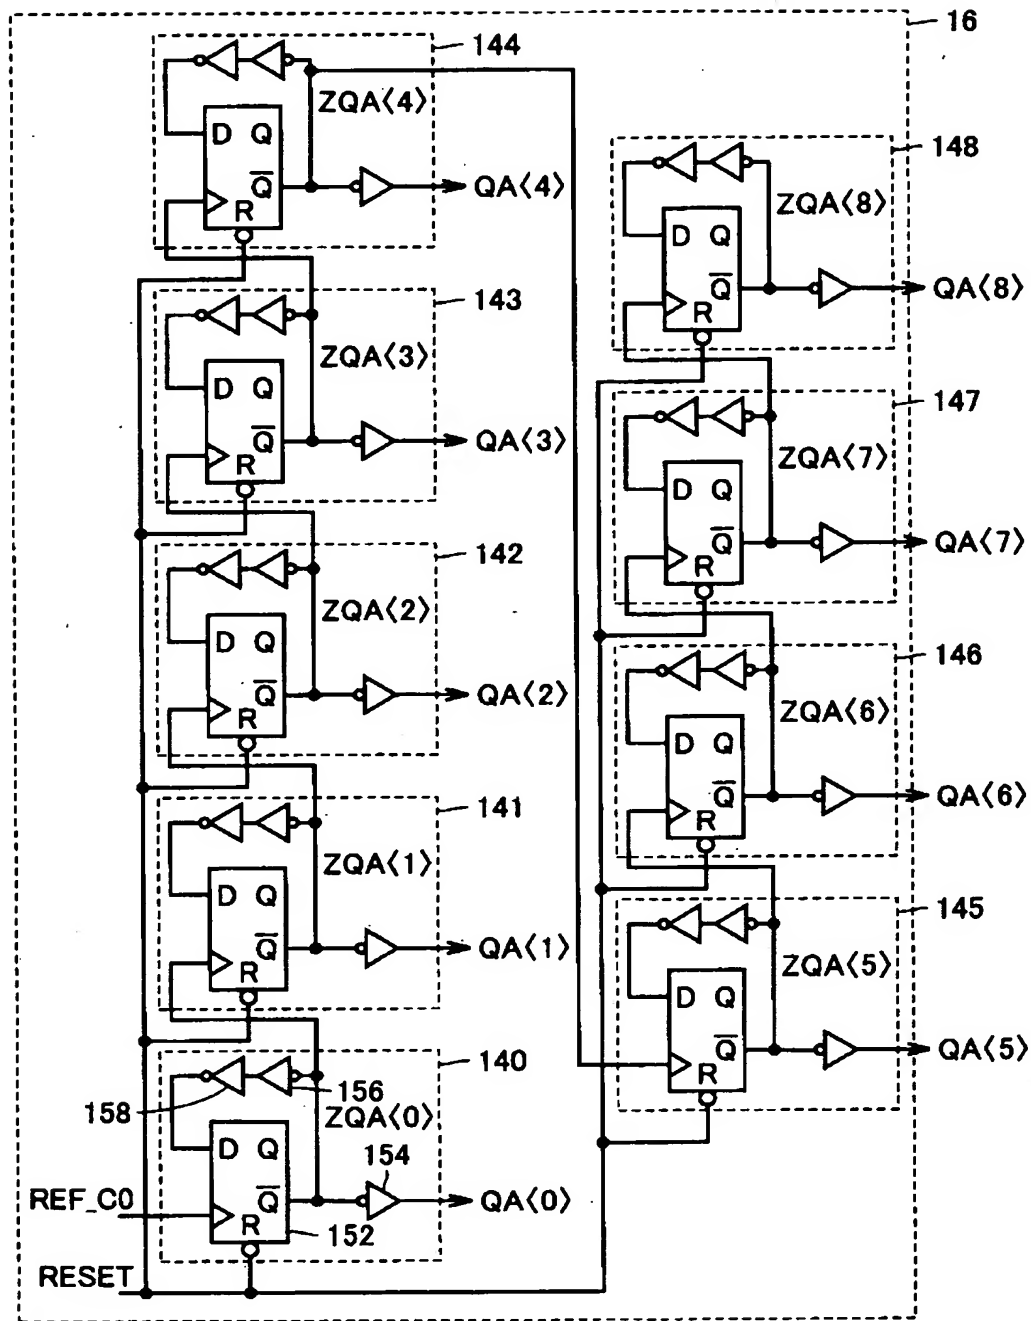 16
144
ZQA⟨4⟩
D Q
Q̅
R
QA⟨4⟩
143
ZQA⟨3⟩
D Q
Q̅
R
QA⟨3⟩
142
ZQA⟨2⟩
D Q
Q̅
R
QA⟨2⟩
141
ZQA⟨1⟩
D Q
Q̅
R
QA⟨1⟩
140
158
156
ZQA⟨0⟩
D Q
154
Q̅
R
152
QA⟨0⟩
REF_C0
RESET
148
ZQA⟨8⟩
D Q
Q̅
R
QA⟨8⟩
147
ZQA⟨7⟩
D Q
Q̅
R
QA⟨7⟩
146
ZQA⟨6⟩
D Q
Q̅
R
QA⟨6⟩
145
ZQA⟨5⟩
D Q
Q̅
R
QA⟨5⟩